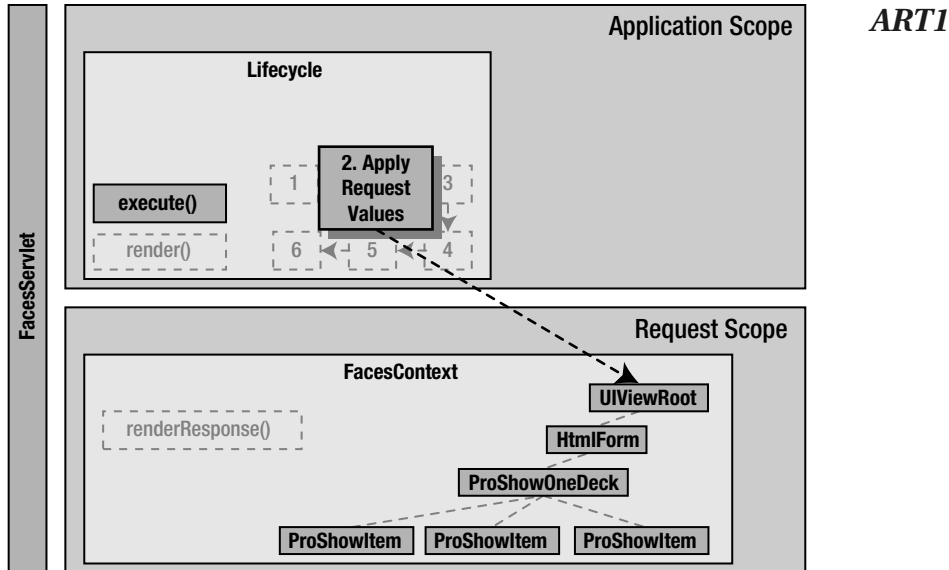 ART1
Application Scope
Lifecycle
2. Apply
Request
Values
1
3
execute()
render()
6
5
4
FacesServlet
Request Scope
FacesContext
UIViewRoot
renderResponse()
HtmlForm
ProShowOneDeck
ProShowItem
ProShowItem
ProShowItem